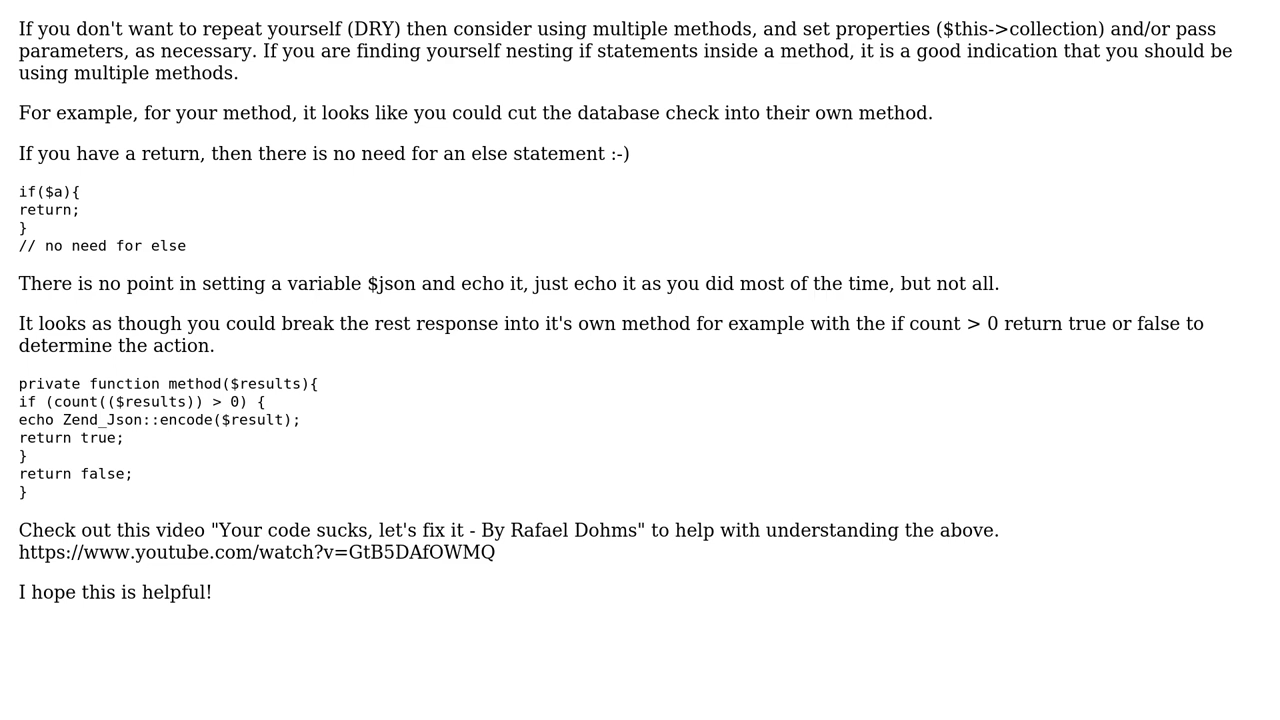 If you don't want to repeat yourself (DRY) then consider using multiple methods, and set properties ($this->collection) and/or pass
parameters, as necessary. If you are finding yourself nesting if statements inside a method, it is a good indication that you should be
using multiple methods.
For example, for your method, it looks like you could cut the database check into their own method.
If you have a return, then there is no need for an else statement :-)
if($a){
return;
}
// no need for else
There is no point in setting a variable $json and echo it, just echo it as you did most of the time, but not all.
It looks as though you could break the rest response into it's own method for example with the if count > 0 return true or false to
determine the action.
private function method($results){
if (count(($results)) > 0) {
echo Zend_Json::encode($result);
return true;
}
return false;
}
Check out this video "Your code sucks, let's fix it - By Rafael Dohms" to help with understanding the above.
https://www.youtube.com/watch?v=GtB5DAfOWMQ
I hope this is helpful!